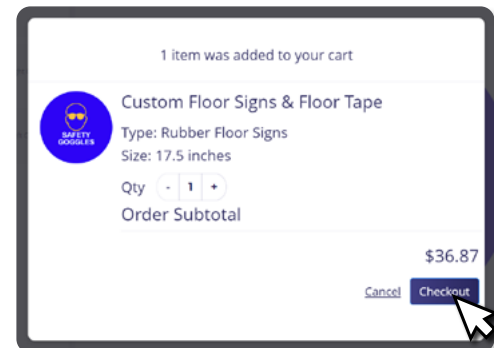 1 item was added to your cart
SAFETY
GOGGLES
Custom Floor Signs & Floor Tape
Type: Rubber Floor Signs
Size: 17.5 inches
Qty - 1 +
Order Subtotal
$36.87
Cancel Checkout